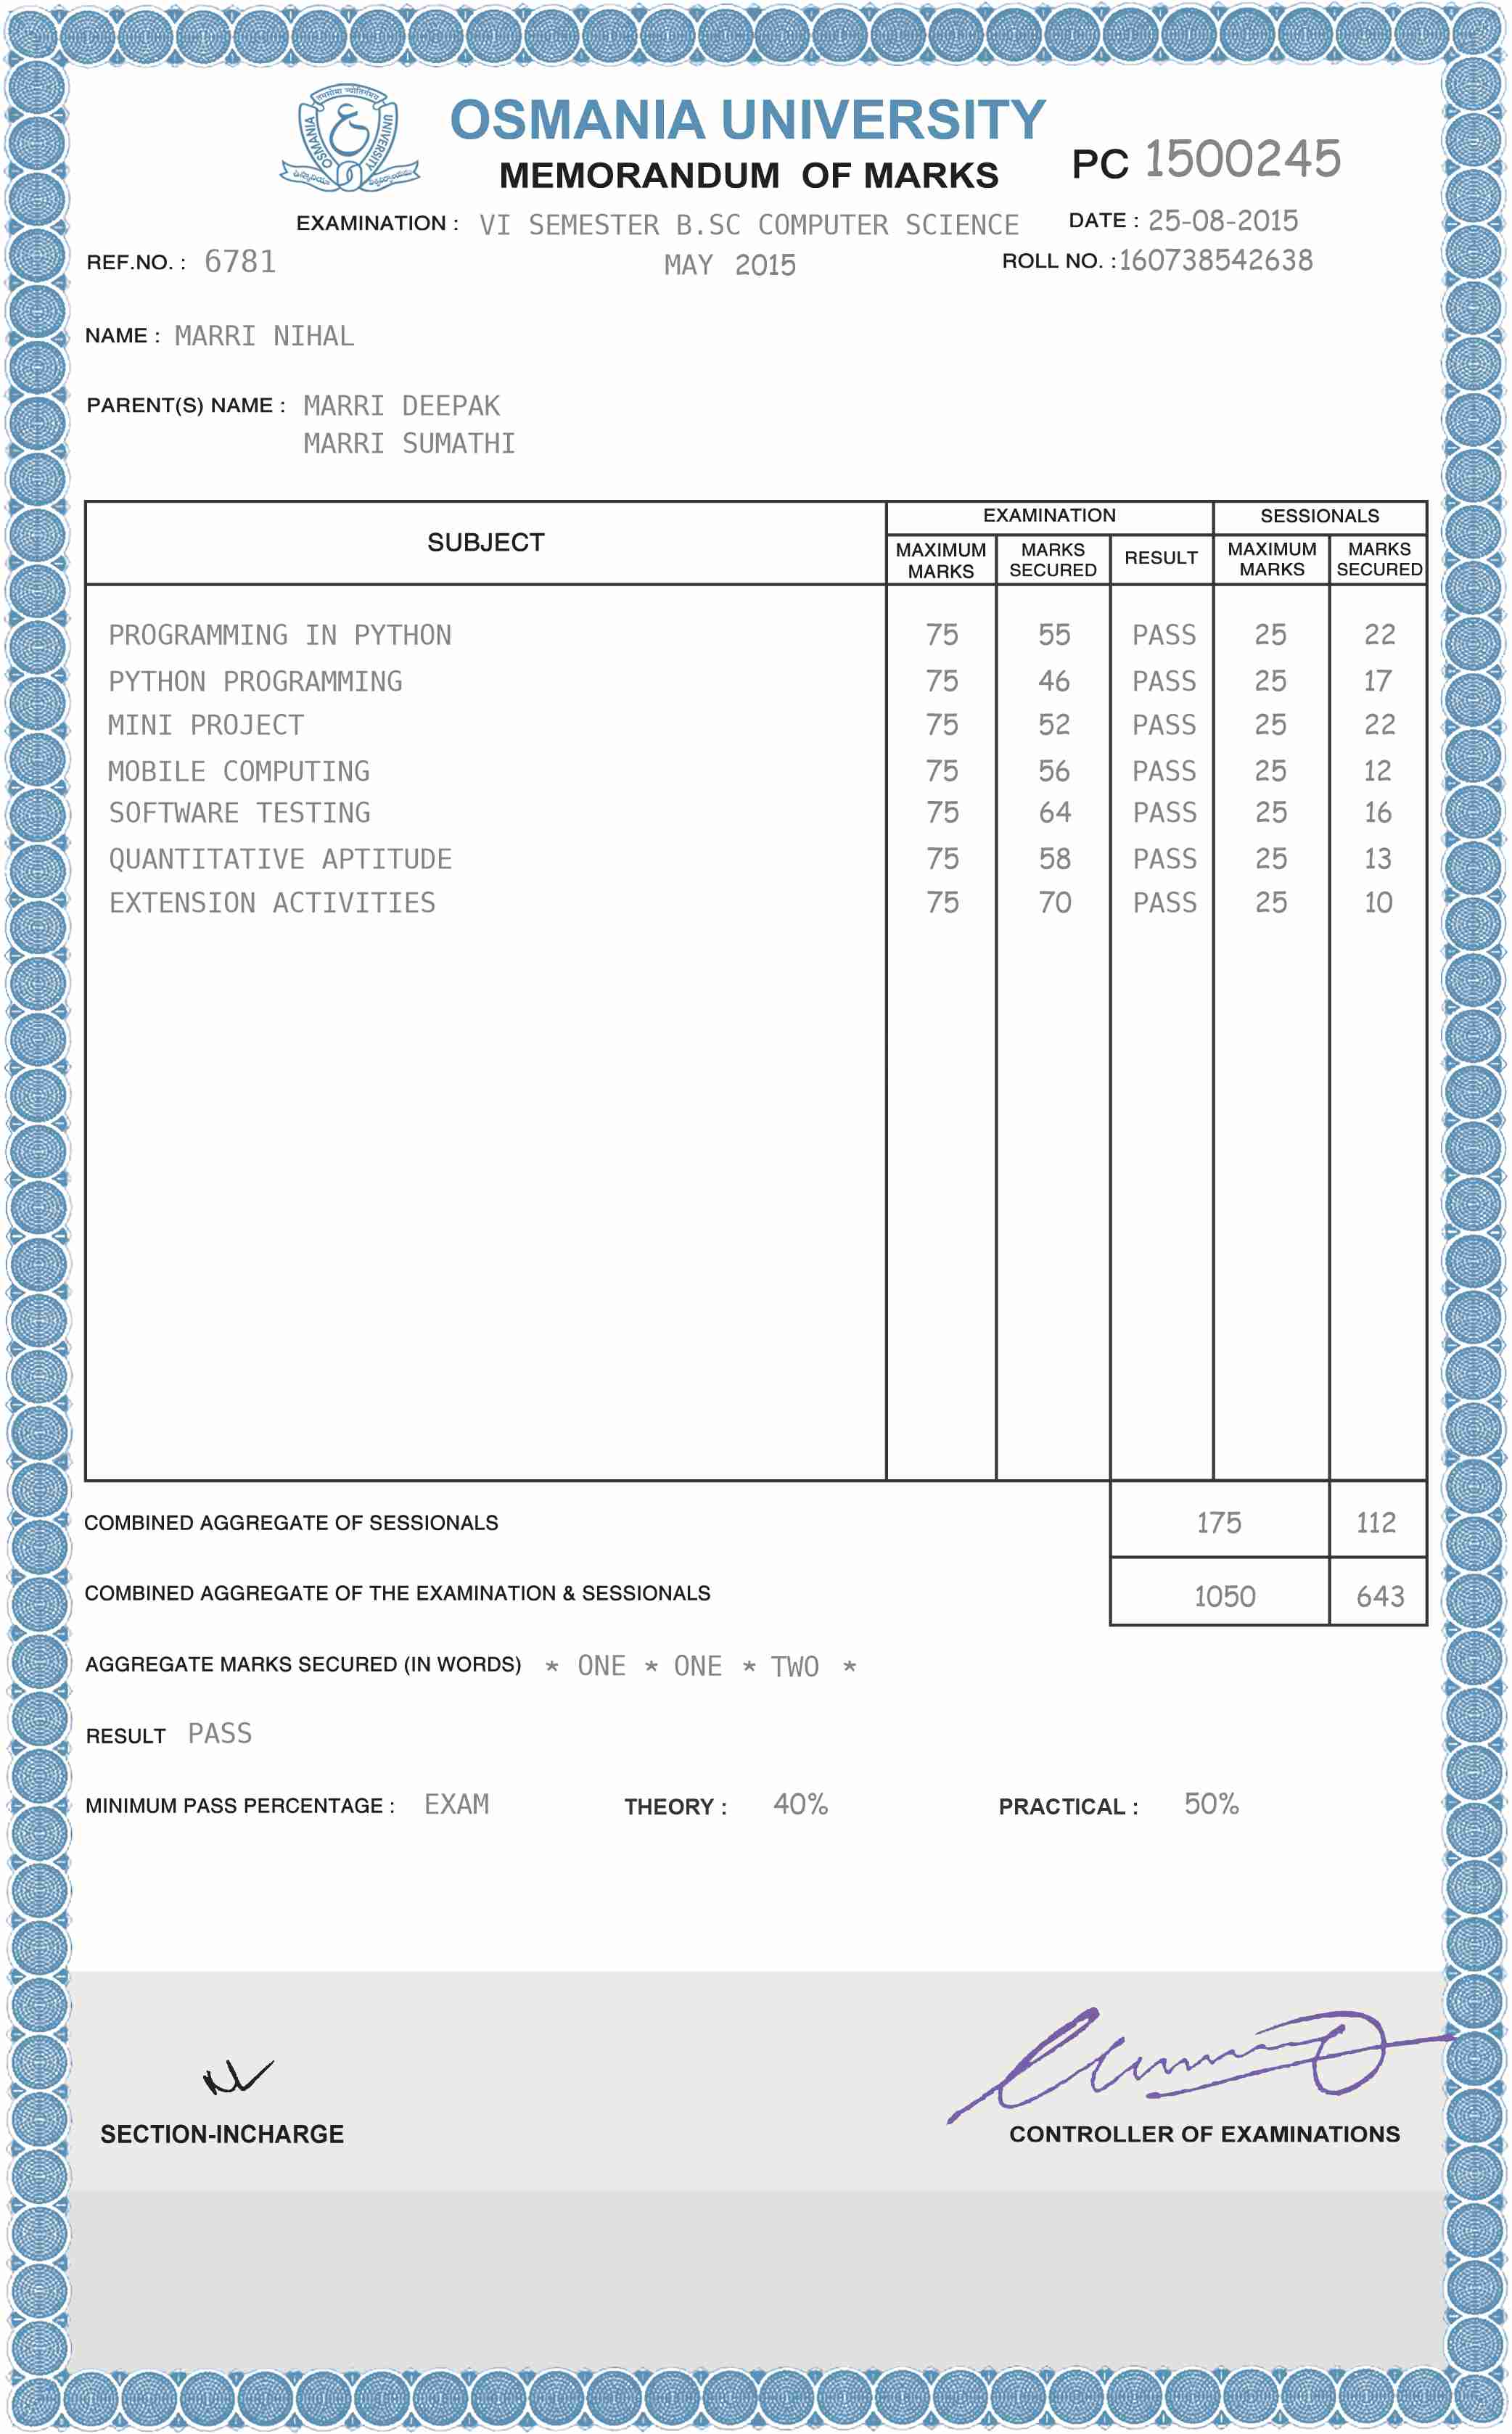 OSMANIA UNIVERSITY
MEMORANDUM OF MARKS
PC 1500245
EXAMINATION : VI SEMESTER B.SC COMPUTER SCIENCE DATE : 25-08-2015
REF.NO. : 6781 MAY 2015 ROLL NO. : 160738542638
NAME : MARRI NIHAL
PARENT(S) NAME : MARRI DEEPAK
MARRI SUMATHI
SUBJECT EXAMINATION SESSIONALS
MAXIMUM MARKS MARKS SECURED RESULT MAXIMUM MARKS MARKS SECURED
PROGRAMMING IN PYTHON 75 55 PASS 25 22
PYTHON PROGRAMMING 75 46 PASS 25 17
MINI PROJECT 75 52 PASS 25 22
MOBILE COMPUTING 75 56 PASS 25 12
SOFTWARE TESTING 75 64 PASS 25 16
QUANTITATIVE APTITUDE 75 58 PASS 25 13
EXTENSION ACTIVITIES 75 70 PASS 25 10
COMBINED AGGREGATE OF SESSIONALS 175 112
COMBINED AGGREGATE OF THE EXAMINATION & SESSIONALS 1050 643
AGGREGATE MARKS SECURED (IN WORDS) * ONE * ONE * TWO *
RESULT PASS
MINIMUM PASS PERCENTAGE : EXAM THEORY : 40% PRACTICAL : 50%
SECTION-INCHARGE CONTROLLER OF EXAMINATIONS